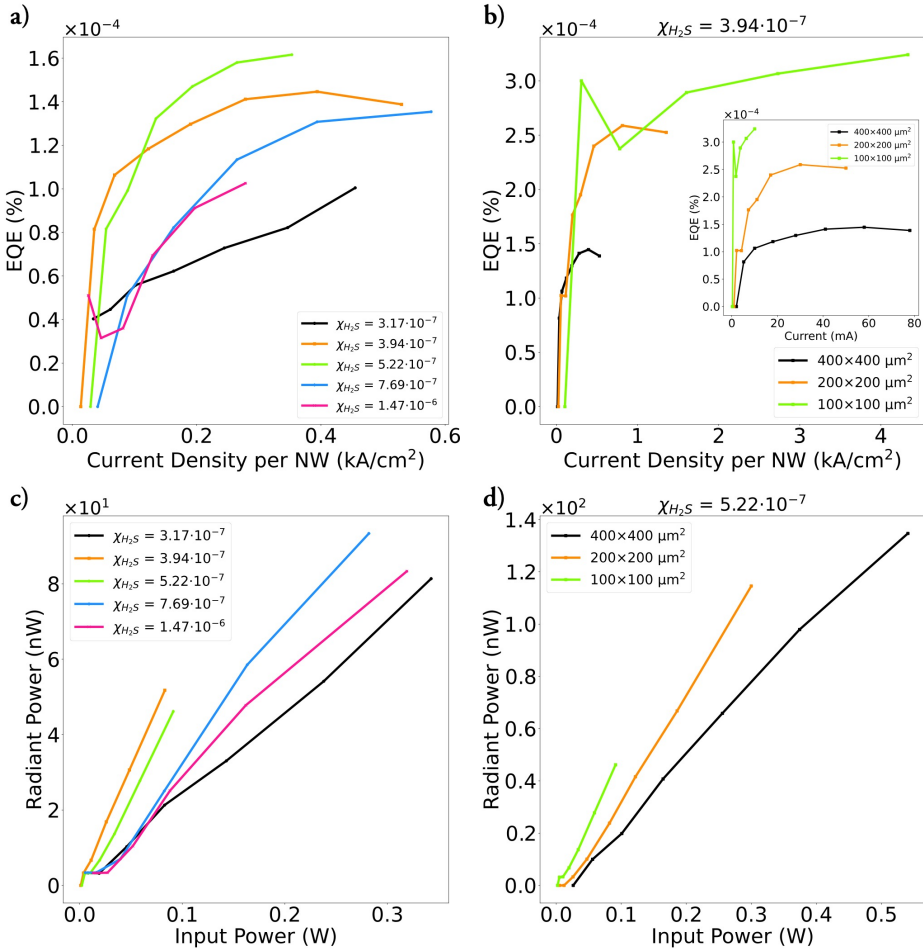 a)
×10⁻⁴
EQE (%)
1.6
1.4
1.2
1.0
0.8
0.6
0.4
0.2
0.0
0.0 0.2 0.4 0.6
Current Density per NW (kA/cm²)
χH₂S = 3.17·10⁻⁷
χH₂S = 3.94·10⁻⁷
χH₂S = 5.22·10⁻⁷
χH₂S = 7.69·10⁻⁷
χH₂S = 1.47·10⁻⁶
b)
×10⁻⁴
χH₂S = 3.94·10⁻⁷
EQE (%)
3.0
2.5
2.0
1.5
1.0
0.5
0.0
0 1 2 3 4
Current Density per NW (kA/cm²)
×10⁻⁴
EQE (%)
3.0
2.5
2.0
1.5
1.0
0.5
0.0
0 20 40 60 80
Current (mA)
400×400 μm²
200×200 μm²
100×100 μm²
400×400 μm²
200×200 μm²
100×100 μm²
c)
×10¹
Radiant Power (nW)
8
6
4
2
0
0.0 0.1 0.2 0.3
Input Power (W)
χH₂S = 3.17·10⁻⁷
χH₂S = 3.94·10⁻⁷
χH₂S = 5.22·10⁻⁷
χH₂S = 7.69·10⁻⁷
χH₂S = 1.47·10⁻⁶
d)
×10²
χH₂S = 5.22·10⁻⁷
Radiant Power (nW)
1.4
1.2
1.0
0.8
0.6
0.4
0.2
0.0
0.0 0.1 0.2 0.3 0.4 0.5
Input Power (W)
400×400 μm²
200×200 μm²
100×100 μm²